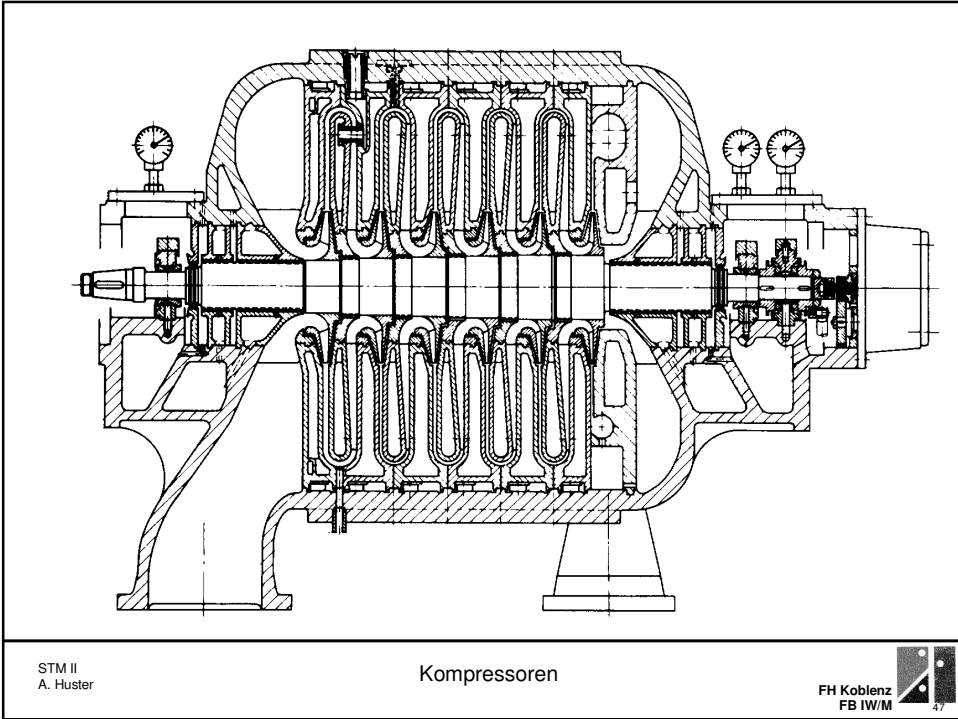 STM II
A. Huster
Kompressoren
FH Koblenz
FB IW/M
47